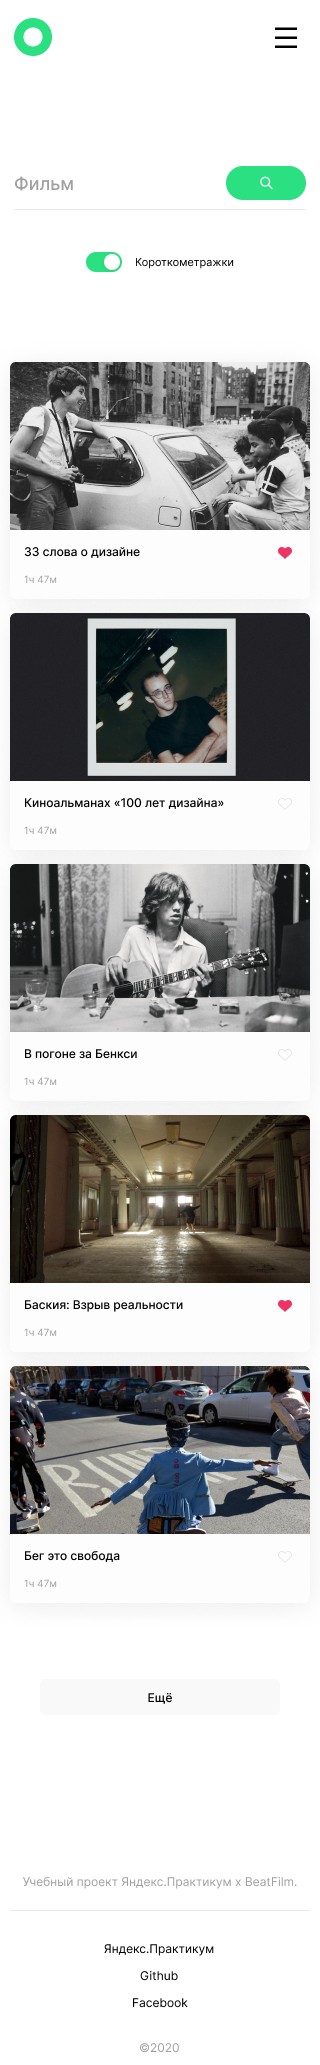 Фильм
Короткометражки
33 слова о дизайне
1ч 47м
Киноальманах «100 лет дизайна»
1ч 47м
В погоне за Бенкси
1ч 47м
Баския: Взрыв реальности
1ч 47м
Бег это свобода
1ч 47м
Ещё
Учебный проект Яндекс.Практикум х BeatFilm.
Яндекс.Практикум
Github
Facebook
©2020